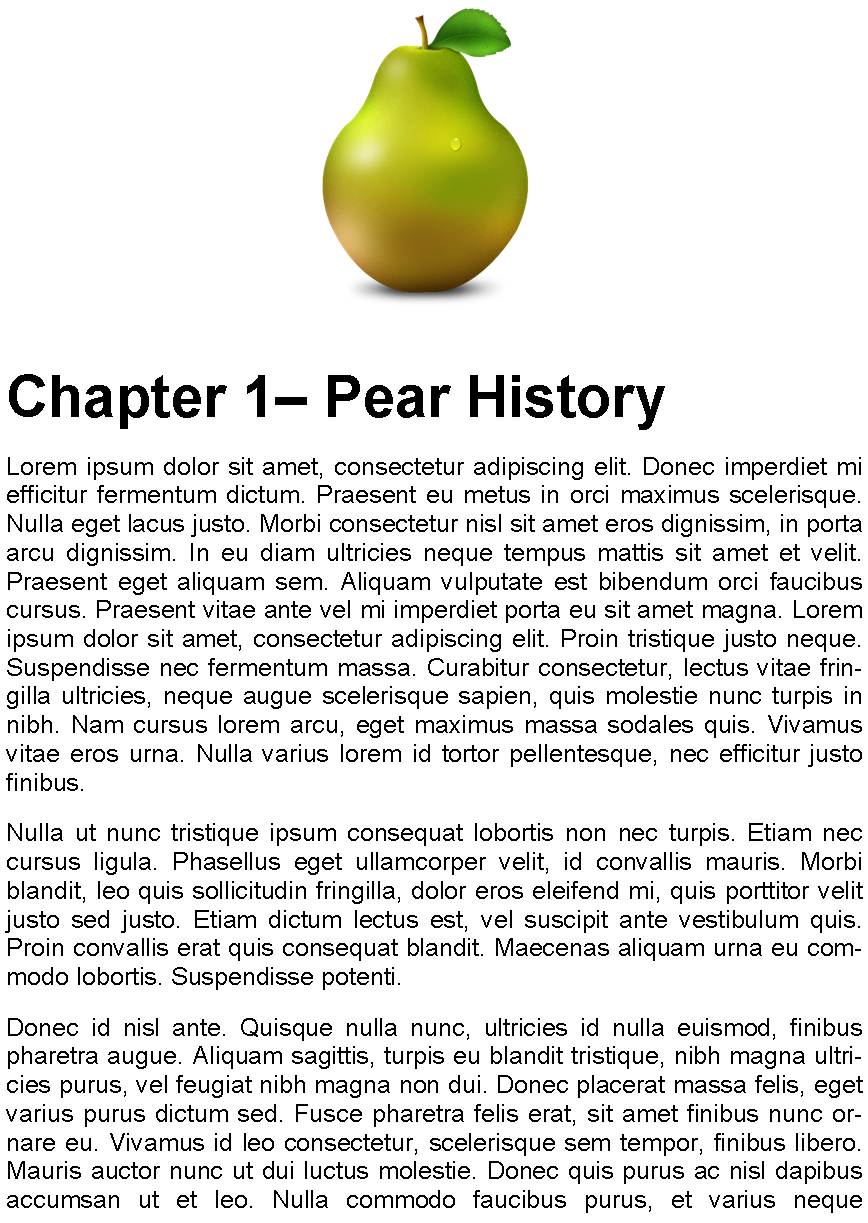 Chapter 1– Pear History
Lorem ipsum dolor sit amet, consectetur adipiscing elit. Donec imperdiet mi
efficitur fermentum dictum. Praesent eu metus in orci maximus scelerisque.
Nulla eget lacus justo. Morbi consectetur nisl sit amet eros dignissim, in porta
arcu dignissim. In eu diam ultricies neque tempus mattis sit amet et velit.
Praesent eget aliquam sem. Aliquam vulputate est bibendum orci faucibus
cursus. Praesent vitae ante vel mi imperdiet porta eu sit amet magna. Lorem
ipsum dolor sit amet, consectetur adipiscing elit. Proin tristique justo neque.
Suspendisse nec fermentum massa. Curabitur consectetur, lectus vitae frin-
gilla ultricies, neque augue scelerisque sapien, quis molestie nunc turpis in
nibh. Nam cursus lorem arcu, eget maximus massa sodales quis. Vivamus
vitae eros urna. Nulla varius lorem id tortor pellentesque, nec efficitur justo
finibus.
Nulla ut nunc tristique ipsum consequat lobortis non nec turpis. Etiam nec
cursus ligula. Phasellus eget ullamcorper velit, id convallis mauris. Morbi
blandit, leo quis sollicitudin fringilla, dolor eros eleifend mi, quis porttitor velit
justo sed justo. Etiam dictum lectus est, vel suscipit ante vestibulum quis.
Proin convallis erat quis consequat blandit. Maecenas aliquam urna eu com-
modo lobortis. Suspendisse potenti.
Donec id nisl ante. Quisque nulla nunc, ultricies id nulla euismod, finibus
pharetra augue. Aliquam sagittis, turpis eu blandit tristique, nibh magna ultri-
cies purus, vel feugiat nibh magna non dui. Donec placerat massa felis, eget
varius purus dictum sed. Fusce pharetra felis erat, sit amet finibus nunc or-
nare eu. Vivamus id leo consectetur, scelerisque sem tempor, finibus libero.
Mauris auctor nunc ut dui luctus molestie. Donec quis purus ac nisl dapibus
accumsan ut et leo. Nulla commodo faucibus purus, et varius neque